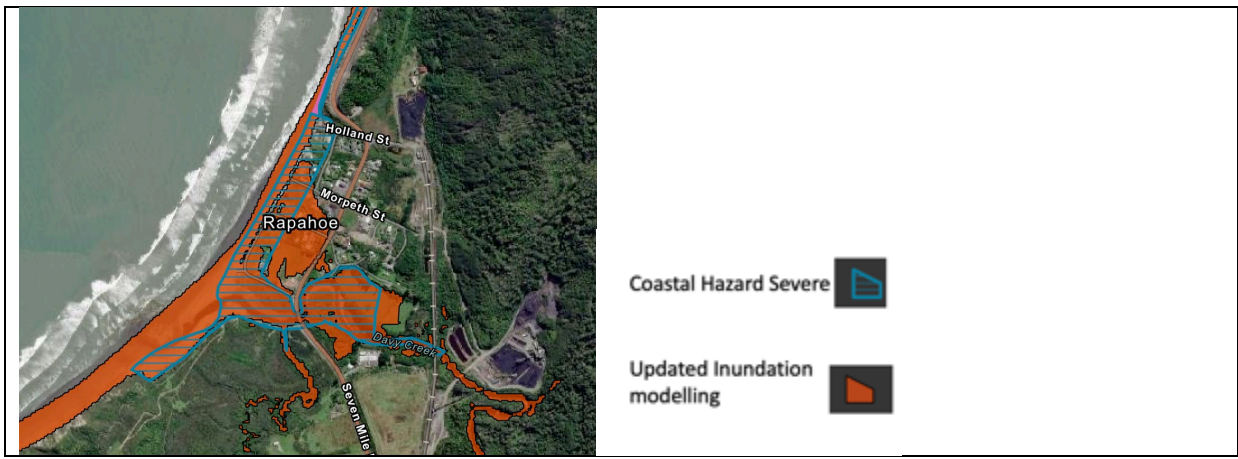 Holland St
Morpeth St
Rapahoe
Davy Creek
Seven Mile
Coastal Hazard Severe
Updated Inundation
modelling